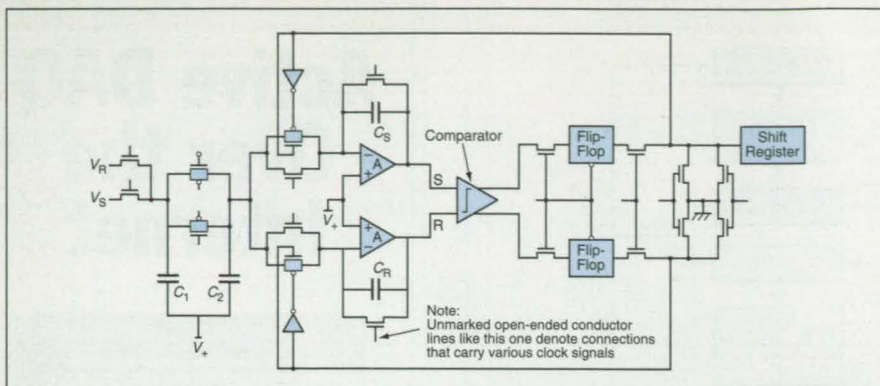 Comparator
C_S
V_R
V_S
C_1
C_2
V_+
A
V_+
A
C_R
S
R
Flip-
Flop
Flip-
Flop
Shift
Register
Note:
Unmarked open-ended conductor
lines like this one denote connections
that carry various clock signals